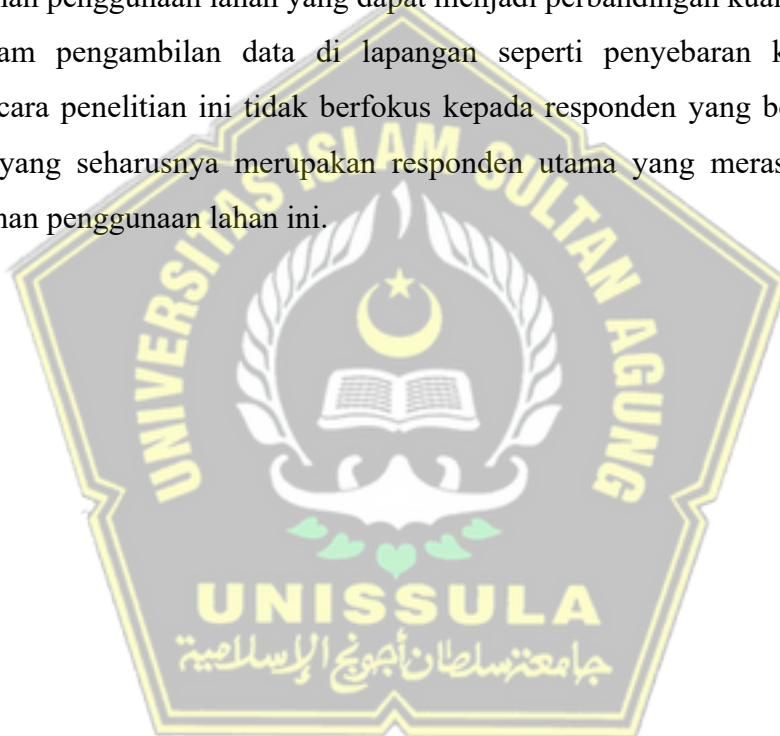 han penggunaan lahan yang dapat menjadi perbandingan kua
am pengambilan data di lapangan seperti penyebaran k
cara penelitian ini tidak berfokus kepada responden yang be
yang seharusnya merupakan responden utama yang meras
han penggunaan lahan ini.
UNIVERSITAS ISLAM SULTAN AGUNG
UNISSULA
جامعة سلطان أجونج الإسلامية